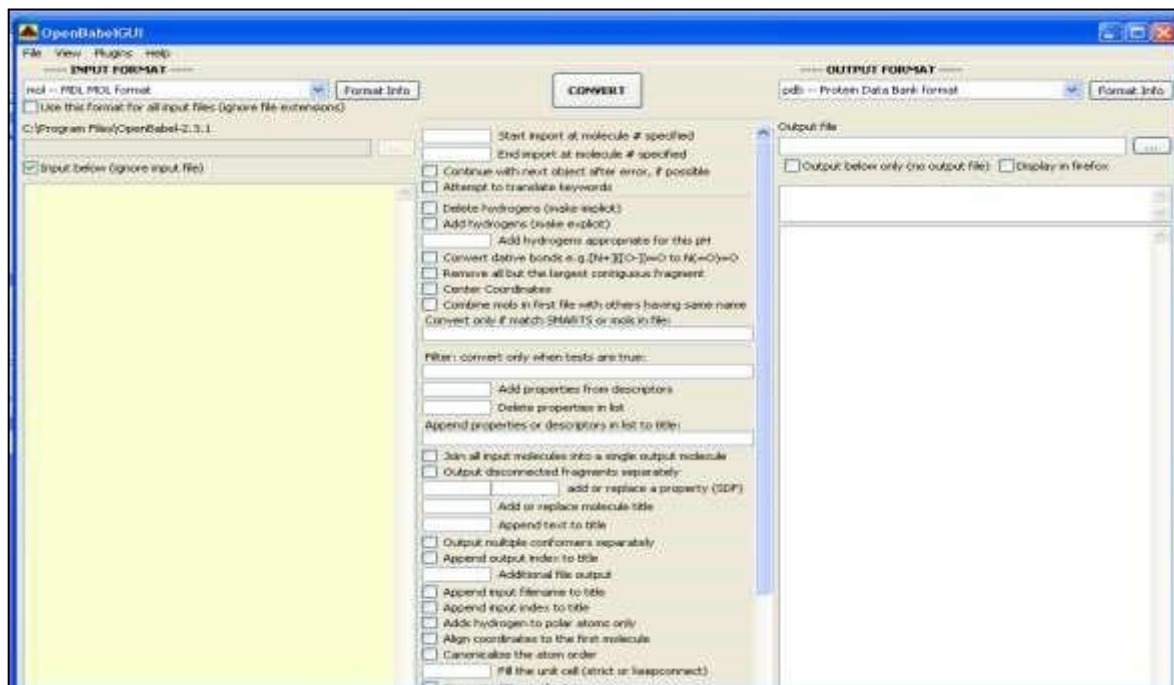 OpenBabelGUI
File View Plugins Help
---- INPUT FORMAT ----
mol -- MDL MOL format
Format Info
Use this format for all input files (ignore file extensions)
C:\Program Files\OpenBabel-2.3.1
...
Input below (ignore input file)
CONVERT
Start import at molecule # specified
End import at molecule # specified
Continue with next object after error, if possible
Attempt to translate keywords
Delete hydrogens (make implicit)
Add hydrogens (make explicit)
Add hydrogens appropriate for this pH
Convert dative bonds e.g.[N+]([O-])=O to N(=O)=O
Remove all but the largest contiguous fragment
Center Coordinates
Combine mols in first file with others having same name
Convert only if match SMARTS or mols in file:
Filter: convert only when tests are true:
Add properties from descriptors
Delete properties in list
Append properties or descriptors in list to title:
Join all input molecules into a single output molecule
Output disconnected fragments separately
add or replace a property (SDF)
Add or replace molecule title
Append text to title
Output multiple conformers separately
Append output index to title
Additional file output
Append input filename to title
Append input index to title
Adds hydrogen to polar atoms only
Align coordinates to the first molecule
Canonicalize the atom order
Fill the unit cell (strict or keepconnect)
---- OUTPUT FORMAT ----
pdb -- Protein Data Bank format
Format Info
Output file
...
Output below only (no output file) Display in firefox